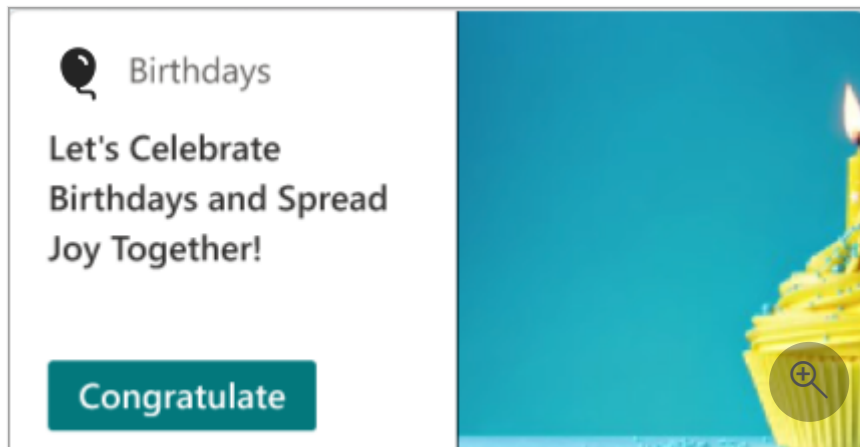 Birthdays
Let's Celebrate
Birthdays and Spread
Joy Together!
Congratulate